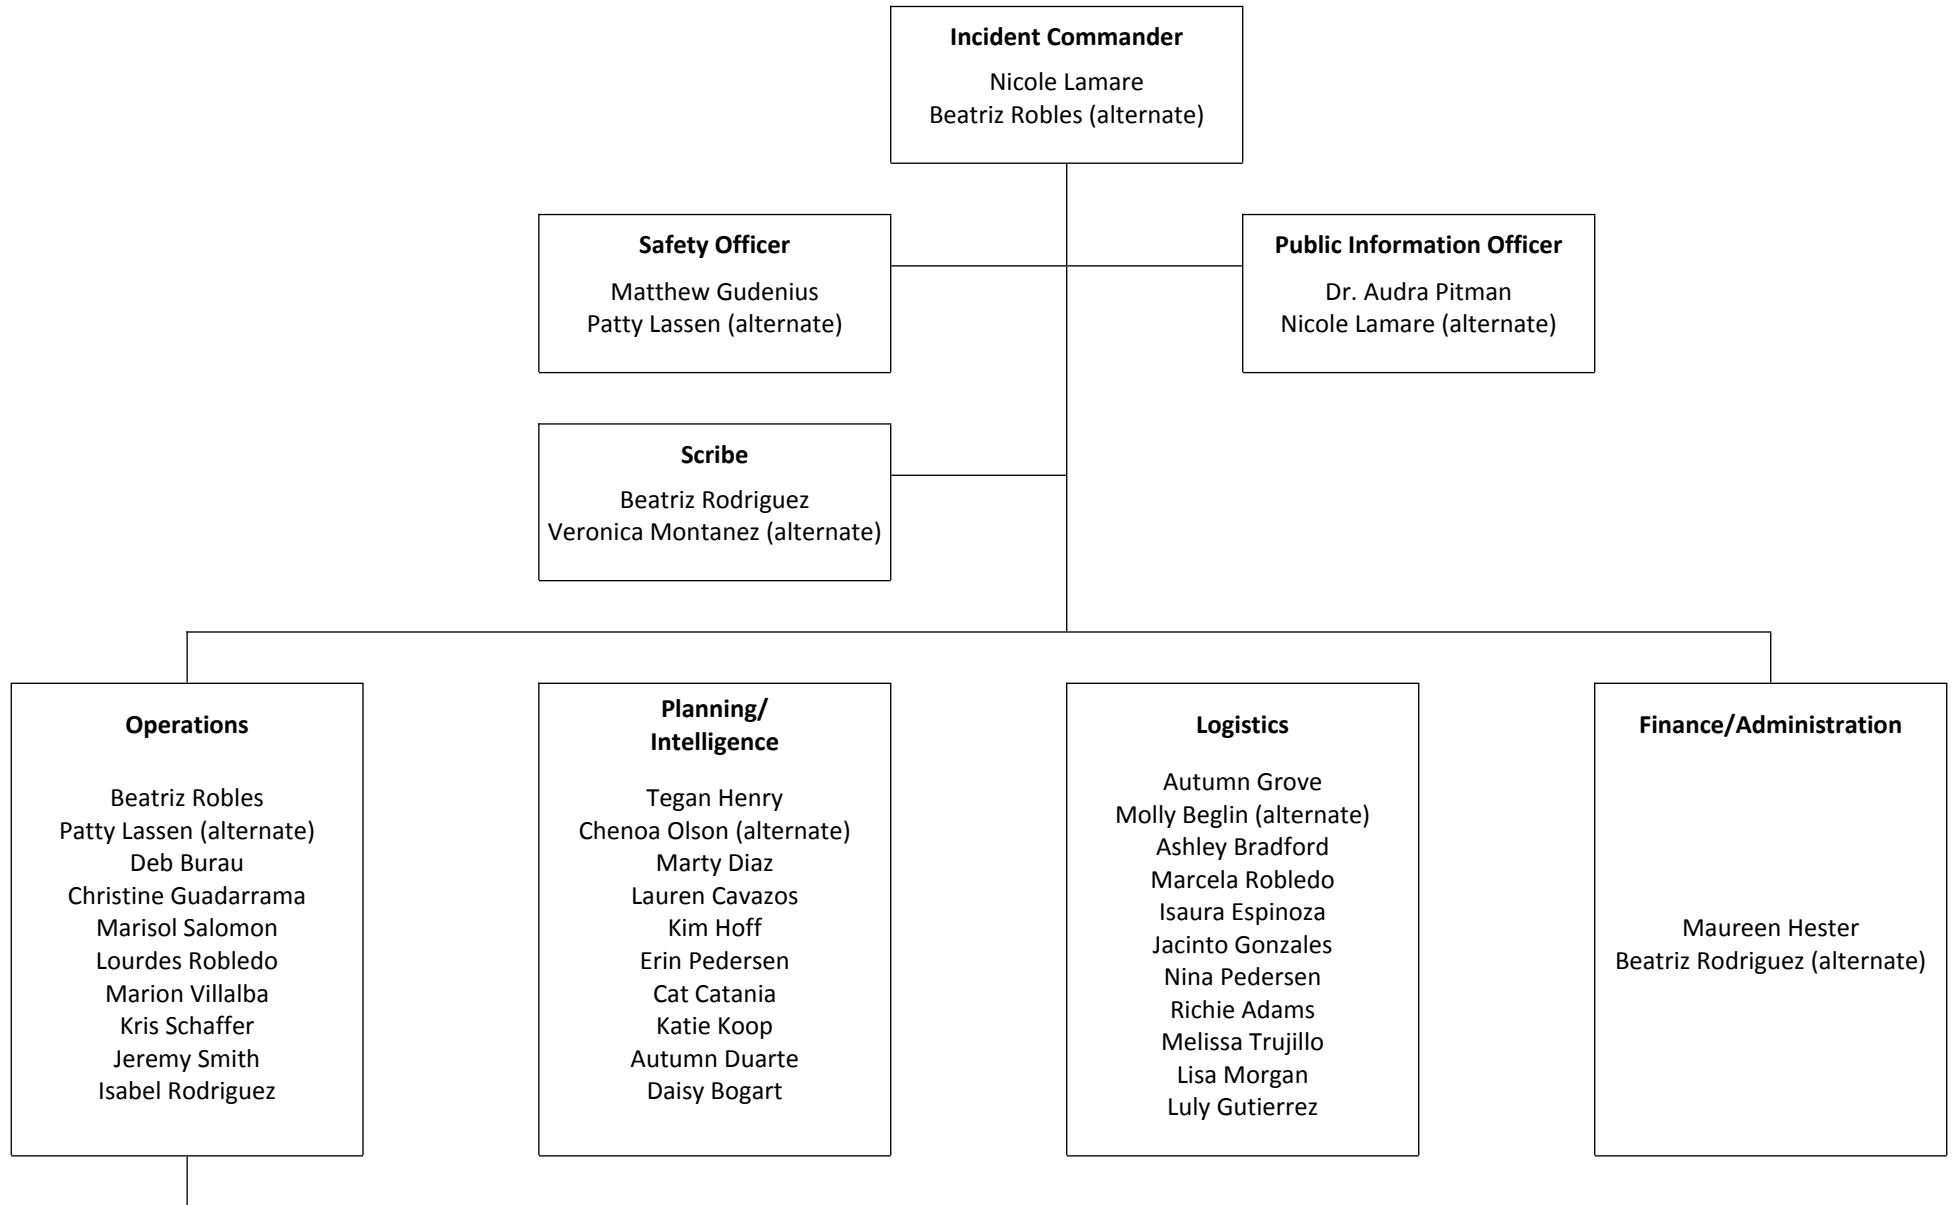 Incident Commander
Nicole Lamare
Beatriz Robles (alternate)
Safety Officer
Matthew Gudenius
Patty Lassen (alternate)
Public Information Officer
Dr. Audra Pitman
Nicole Lamare (alternate)
Scribe
Beatriz Rodriguez
Veronica Montanez (alternate)
Operations
Beatriz Robles
Patty Lassen (alternate)
Deb Burau
Christine Guadarrama
Marisol Salomon
Lourdes Robledo
Marion Villalba
Kris Schaffer
Jeremy Smith
Isabel Rodriguez
Planning/
Intelligence
Tegan Henry
Chenoa Olson (alternate)
Marty Diaz
Lauren Cavazos
Kim Hoff
Erin Pedersen
Cat Catania
Katie Koop
Autumn Duarte
Daisy Bogart
Logistics
Autumn Grove
Molly Beglin (alternate)
Ashley Bradford
Marcela Robledo
Isaura Espinoza
Jacinto Gonzales
Nina Pedersen
Richie Adams
Melissa Trujillo
Lisa Morgan
Luly Gutierrez
Finance/Administration
Maureen Hester
Beatriz Rodriguez (alternate)